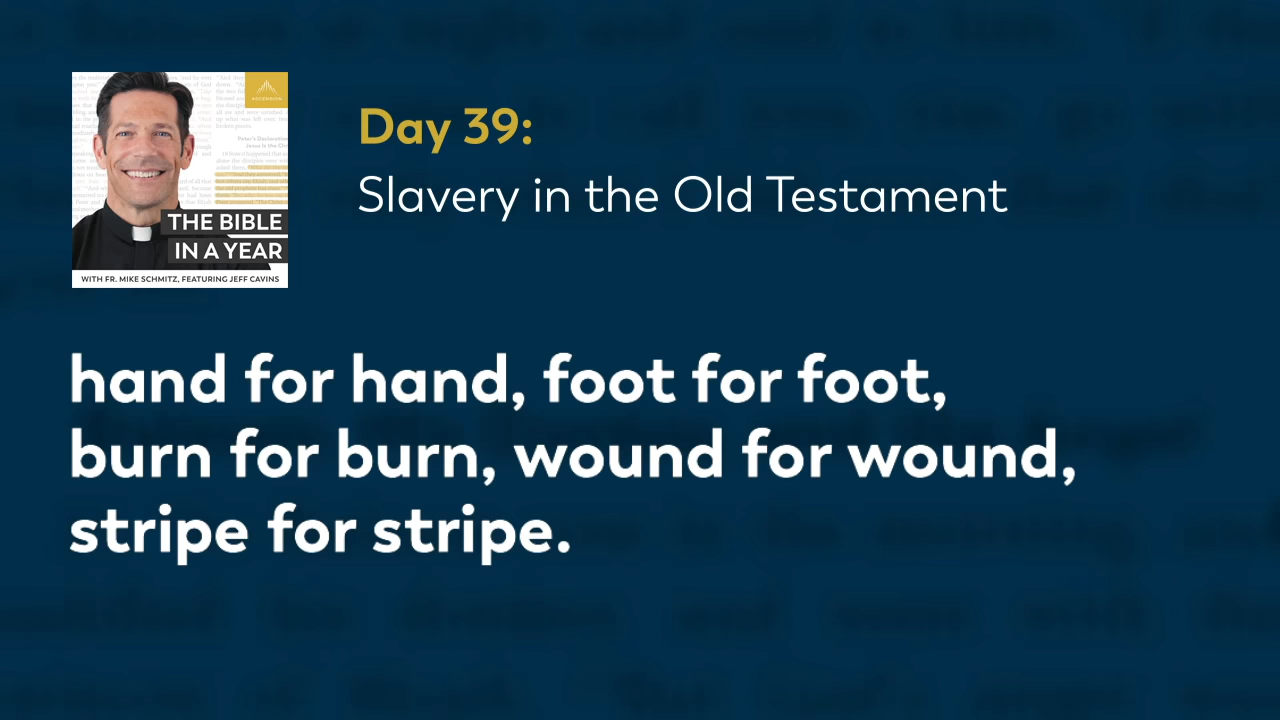 ASCENSION
Day 39:
Slavery in the Old Testament
THE BIBLE
IN A YEAR
WITH FR. MIKE SCHMITZ, FEATURING JEFF CAVINS
hand for hand, foot for foot,
burn for burn, wound for wound,
stripe for stripe.